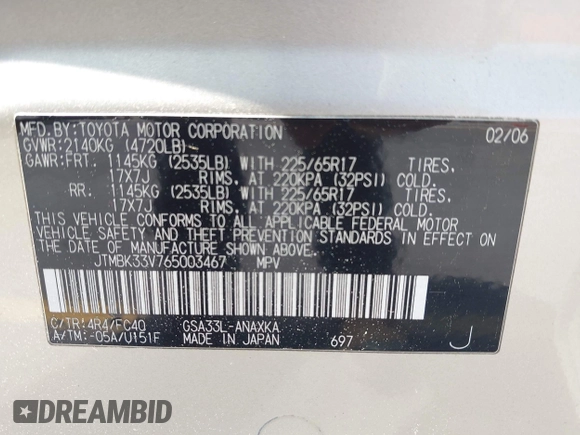 MFD.BY:TOYOTA MOTOR CORPORATION 02/06
GVWR:2140KG (4720LB)
GAWR:FRT. 1145KG (2535LB) WITH 225/65R17 TIRES,
17X7J RIMS, AT 220KPA (32PSI) COLD.
RR. 1145KG (2535LB) WITH 225/65R17 TIRES,
17X7J RIMS, AT 220KPA (32PSI) COLD.
THIS VEHICLE CONFORMS TO ALL APPLICABLE FEDERAL MOTOR
VEHICLE SAFETY, BUMPER, AND THEFT PREVENTION STANDARDS
IN EFFECT ON THE DATE OF MANUFACTURE SHOWN ABOVE.
JTMBK33V765003467 MPV
C/TR:4R4/FC40 GSA33L-ANAXKA
A/TM:-05A/U151F MADE IN JAPAN 697 J
DREAMBID